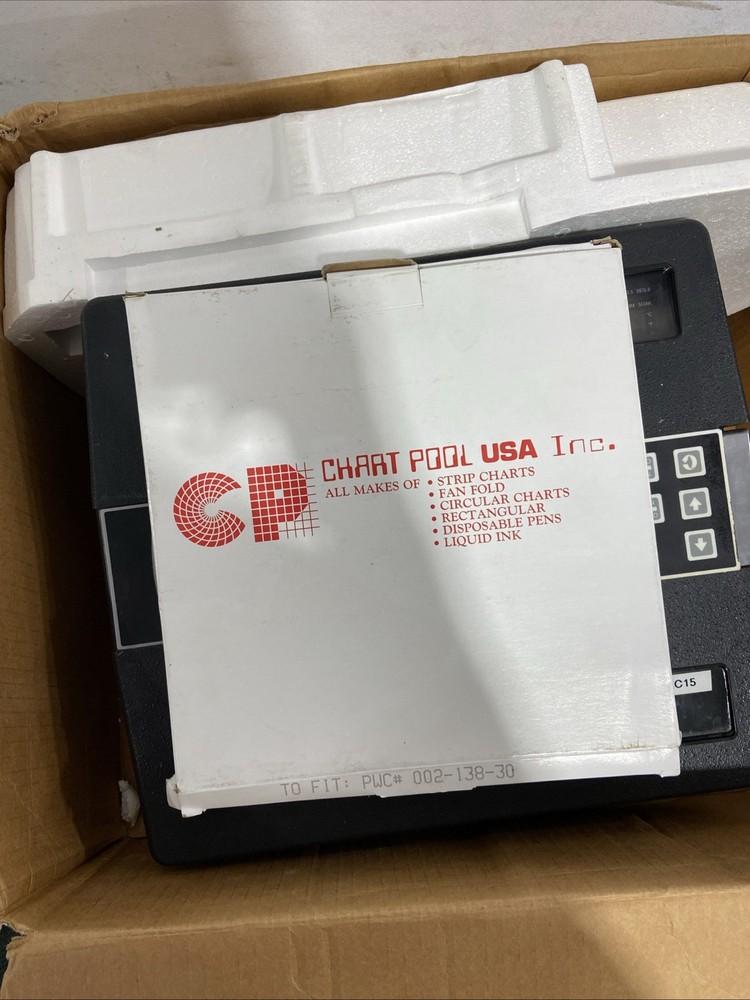 CP
CHART POOL USA Inc.
ALL MAKES OF • STRIP CHARTS
• FAN FOLD
• CIRCULAR CHARTS
• RECTANGULAR
• DISPOSABLE PENS
• LIQUID INK
C15
TO FIT: PWC# 002-138-30